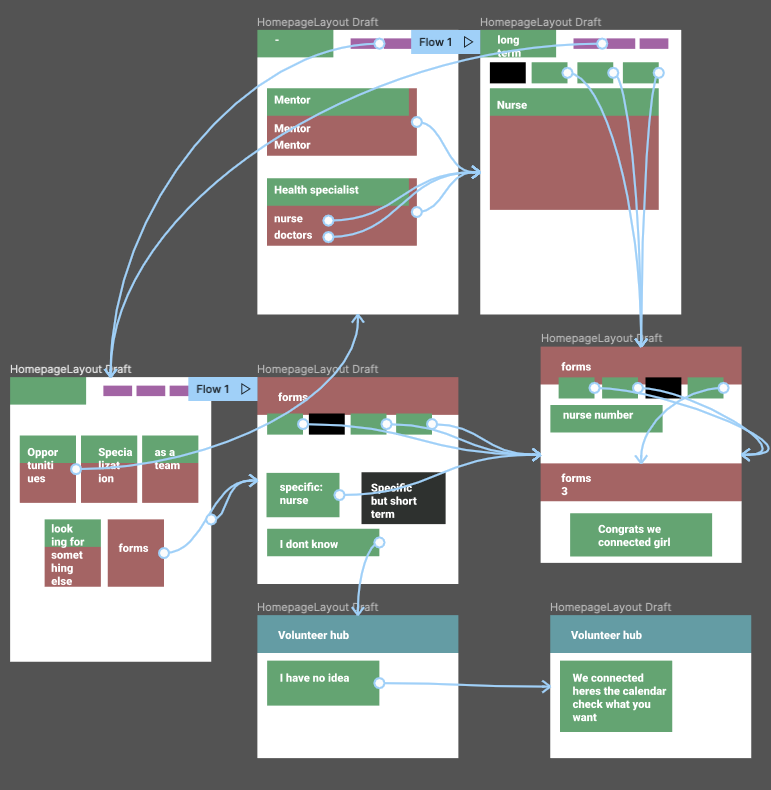 HomepageLayout Draft
HomepageLayout Draft
-
Flow 1
long
term
Mentor
Mentor
Mentor
Nurse
Health specialist
nurse
doctors
HomepageLayout Draft
HomepageLayout Draft
HomepageLayout Draft
Flow 1
forms
forms
nurse number
Oppor
tuniti
ues
Specia
lizat
ion
as a
team
specific:
nurse
Specific
but short
term
forms
3
look
ing for
somet
hing
else
forms
I dont know
Congrats we
connected girl
HomepageLayout Draft
HomepageLayout Draft
Volunteer hub
Volunteer hub
I have no idea
We connected
heres the calendar
check what you
want